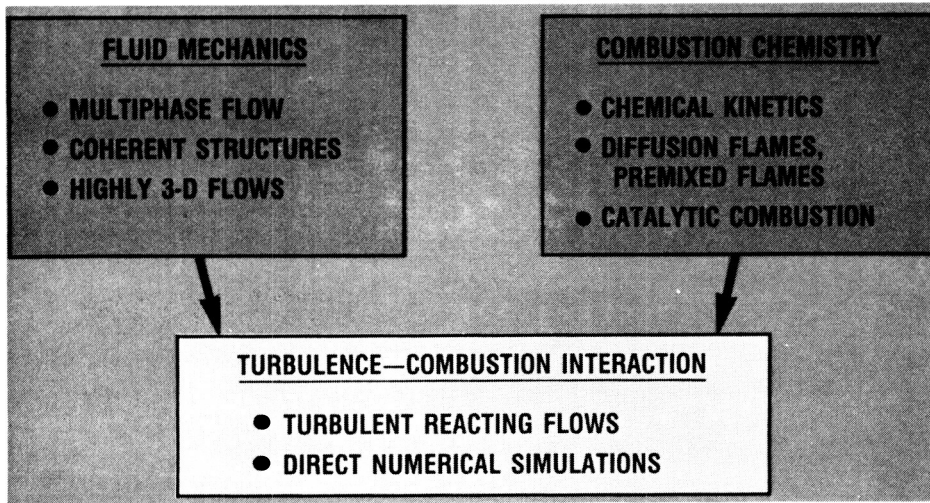 FLUID MECHANICS
● MULTIPHASE FLOW
● COHERENT STRUCTURES
● HIGHLY 3-D FLOWS
COMBUSTION CHEMISTRY
● CHEMICAL KINETICS
● DIFFUSION FLAMES,
PREMIXED FLAMES
● CATALYTIC COMBUSTION
TURBULENCE—COMBUSTION INTERACTION
● TURBULENT REACTING FLOWS
● DIRECT NUMERICAL SIMULATIONS